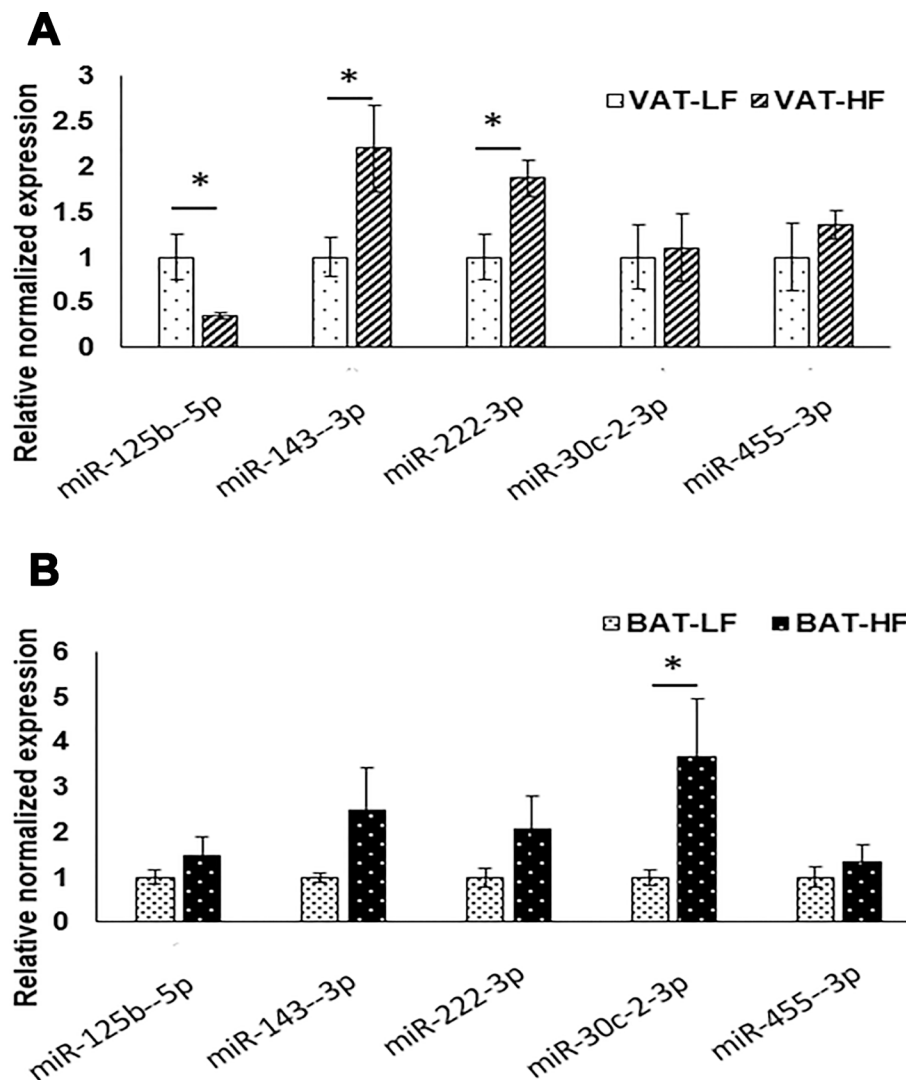 A
Relative normalized expression
3
2.5
2
1.5
1
0.5
0
VAT-LF VAT-HF
*
*
*
miR-125b--5p
miR-143--3p
miR-222-3p
miR-30c-2-3p
miR-455--3p
B
Relative normalized expression
6
5
4
3
2
1
0
BAT-LF BAT-HF
*
miR-125b--5p
miR-143--3p
miR-222-3p
miR-30c-2-3p
miR-455--3p